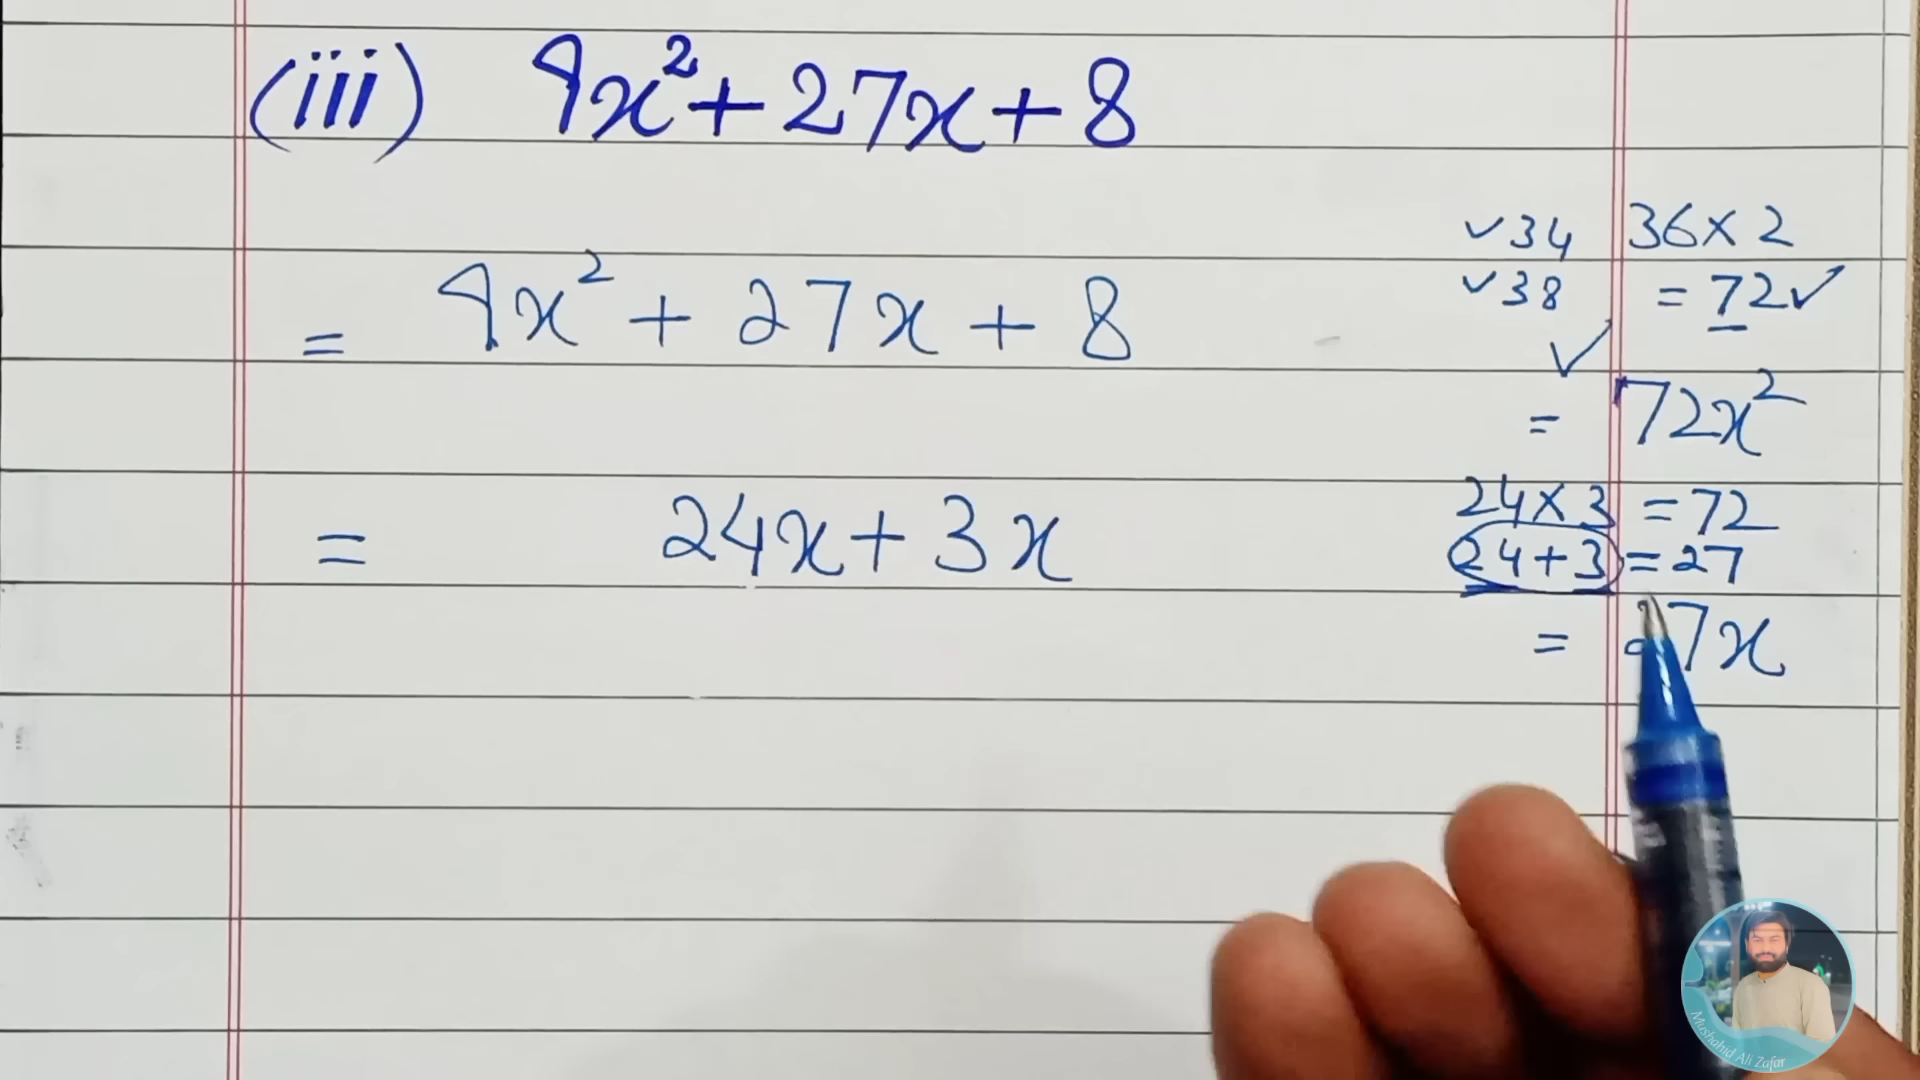 (iii) 9x² + 27x + 8
✓34 36 × 2
✓38 = 72✓
= 9x² + 27x + 8
✓
= 72x²
24 × 3 = 72
= 24x + 3x
24 + 3 = 27
= 27x
Mushahid Ali Zafar